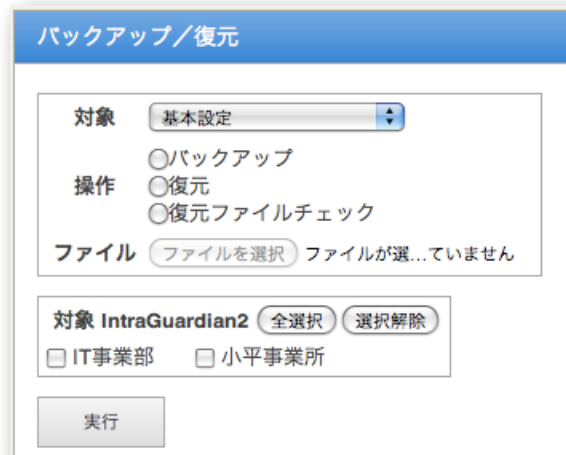 バックアップ／復元
対象 基本設定
バックアップ
操作 復元
復元ファイルチェック
ファイル ファイルを選択 ファイルが選...ていません
対象 IntraGuardian2 全選択 選択解除
IT事業部 小平事業所
実行